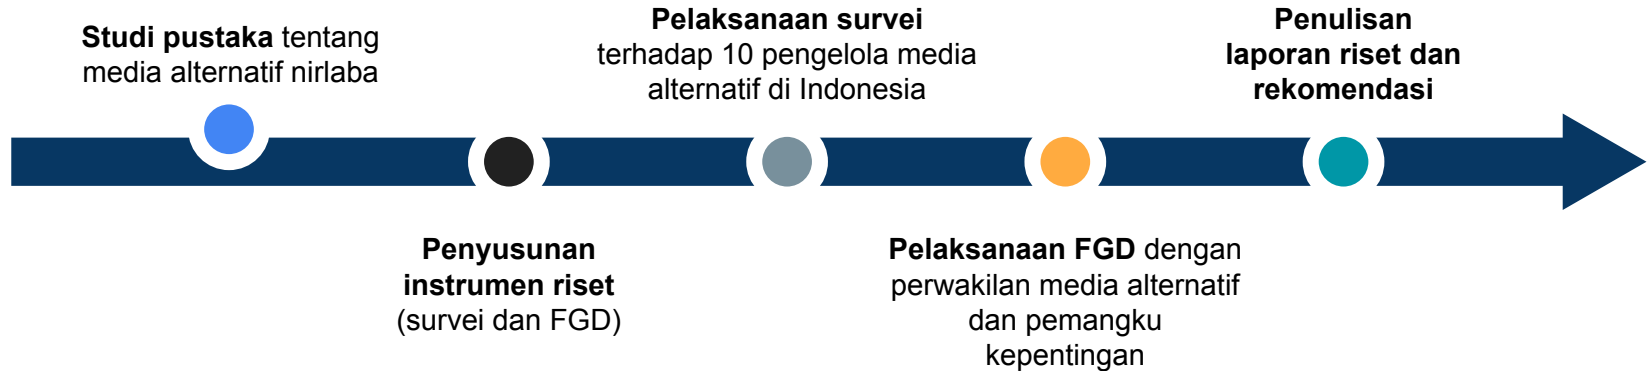 Studi pustaka tentang
media alternatif nirlaba
Penyusunan
instrumen riset
(survei dan FGD)
Pelaksanaan survei
terhadap 10 pengelola media
alternatif di Indonesia
Pelaksanaan FGD dengan
perwakilan media alternatif
dan pemangku
kepentingan
Penulisan
laporan riset dan
rekomendasi